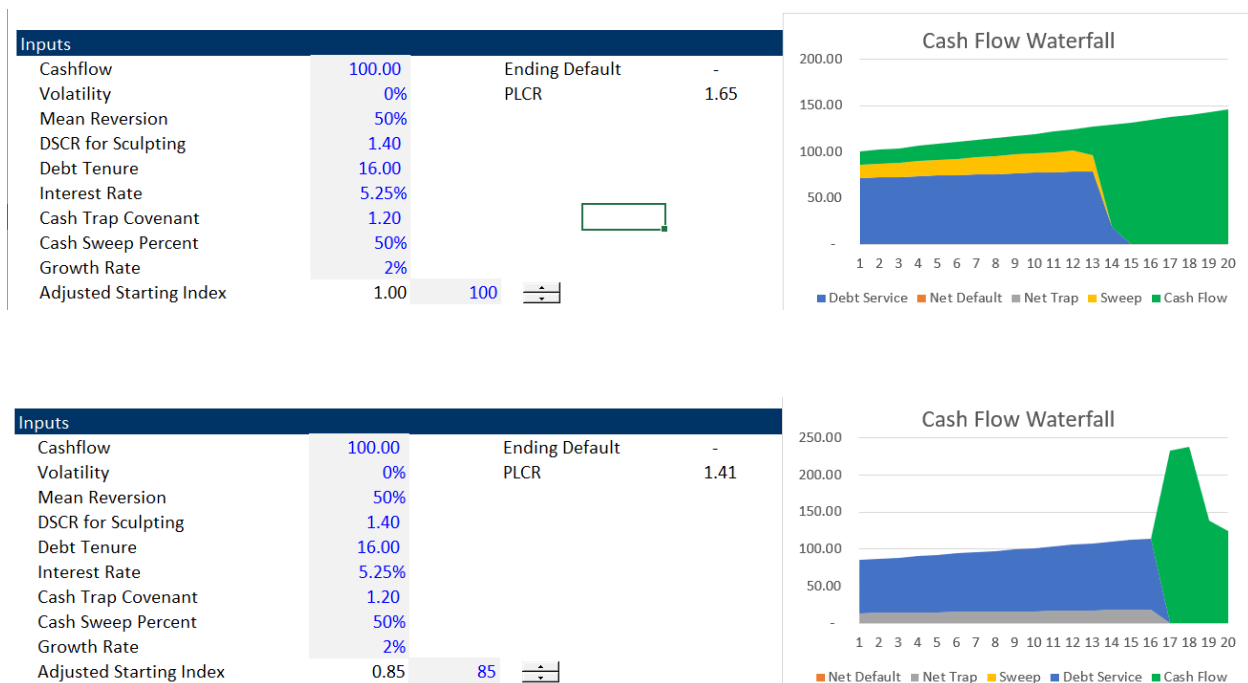 Inputs
Cashflow 100.00 Ending Default -
Volatility 0% PLCR 1.65
Mean Reversion 50%
DSCR for Sculpting 1.40
Debt Tenure 16.00
Interest Rate 5.25%
Cash Trap Covenant 1.20
Cash Sweep Percent 50%
Growth Rate 2%
Adjusted Starting Index 1.00 100
Cash Flow Waterfall
200.00
150.00
100.00
50.00
-
1 2 3 4 5 6 7 8 9 10 11 12 13 14 15 16 17 18 19 20
Debt Service Net Default Net Trap Sweep Cash Flow
Inputs
Cashflow 100.00 Ending Default -
Volatility 0% PLCR 1.41
Mean Reversion 50%
DSCR for Sculpting 1.40
Debt Tenure 16.00
Interest Rate 5.25%
Cash Trap Covenant 1.20
Cash Sweep Percent 50%
Growth Rate 2%
Adjusted Starting Index 0.85 85
Cash Flow Waterfall
250.00
200.00
150.00
100.00
50.00
-
1 2 3 4 5 6 7 8 9 10 11 12 13 14 15 16 17 18 19 20
Net Default Net Trap Sweep Debt Service Cash Flow